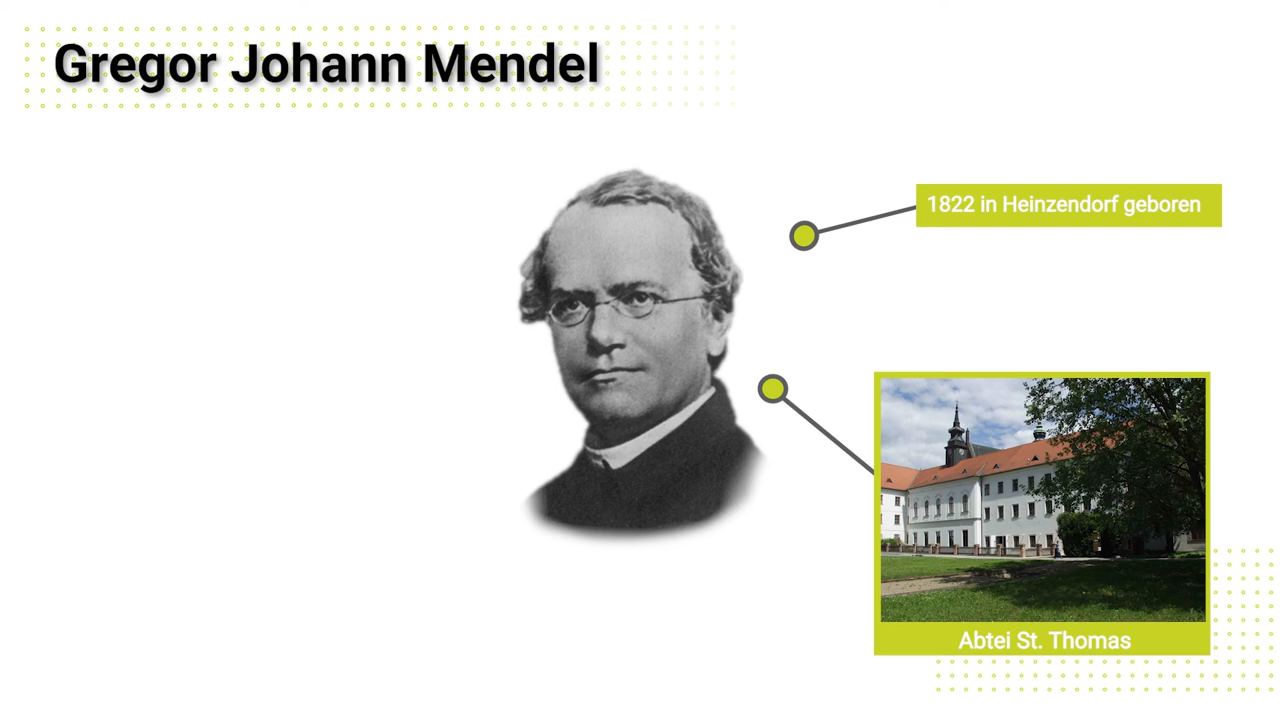 Gregor Johann Mendel
1822 in Heinzendorf geboren
Abtei St. Thomas